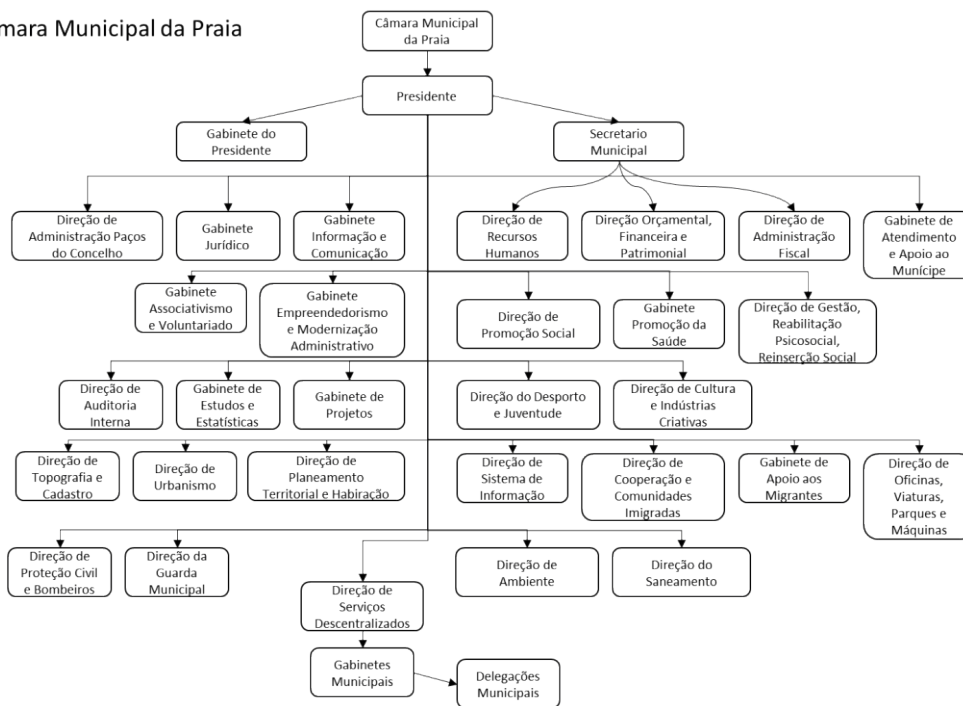 mara Municipal da Praia
Câmara Municipal
da Praia
Presidente
Gabinete do
Presidente
Secretario
Municipal
Direção de
Administração Paços
do Concelho
Gabinete
Jurídico
Gabinete
Informação e
Comunicação
Direção de
Recursos
Humanos
Direção Orçamental,
Financeira e
Patrimonial
Direção de
Administração
Fiscal
Gabinete de
Atendimento
e Apoio ao
Munícipe
Gabinete
Associativismo
e Voluntariado
Gabinete
Empreendedorismo
e Modernização
Administrativo
Direção de
Promoção Social
Gabinete
Promoção da
Saúde
Direção de Gestão,
Reabilitação
Psicosocial,
Reinserção Social
Direção de
Auditoria
Interna
Gabinete de
Estudos e
Estatísticas
Gabinete de
Projetos
Direção do Desporto
e Juventude
Direção de Cultura
e Indústrias
Criativas
Direção de
Topografia e
Cadastro
Direção de
Urbanismo
Direção de
Planeamento
Territorial e Habiração
Direção de
Sistema de
Informação
Direção de
Cooperação e
Comunidades
Imigradas
Gabinete de
Apoio aos
Migrantes
Direção de
Oficinas,
Viaturas,
Parques e
Máquinas
Direção de
Proteção Civil
e Bombeiros
Direção da
Guarda
Municipal
Direção de
Serviços
Descentralizados
Direção de
Ambiente
Direção do
Saneamento
Gabinetes
Municipais
Delegações
Municipais